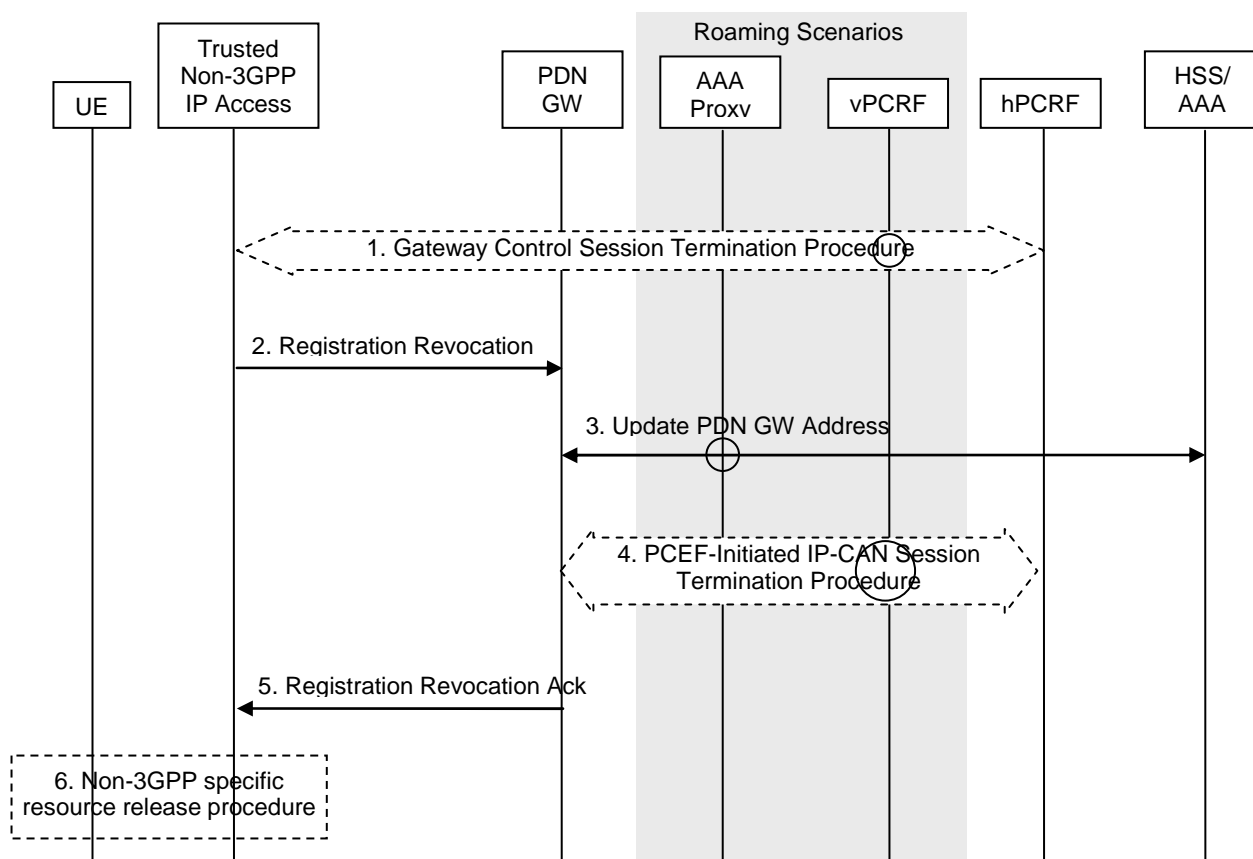 Roaming Scenarios
UE
Trusted
Non-3GPP
IP Access
PDN
GW
AAA
Proxy
vPCRF
hPCRF
HSS/
AAA
1. Gateway Control Session Termination Procedure
2. Registration Revocation
3. Update PDN GW Address
4. PCEF-Initiated IP-CAN Session
Termination Procedure
5. Registration Revocation Ack
6. Non-3GPP specific
resource release procedure